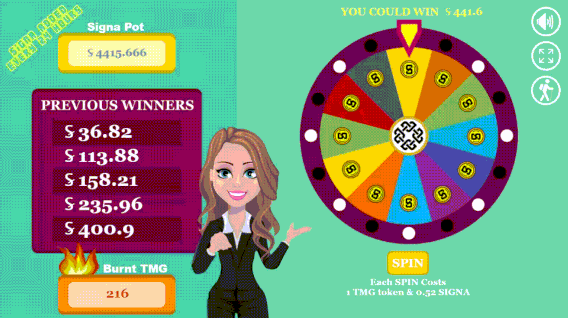 YOU COULD WIN S 441.6
Signa Pot
S 4415.666
PREVIOUS WINNERS
S 36.82
S 113.88
S 158.21
S 235.96
S 400.9
Burnt TMG
216
SPIN
Each SPIN Costs
1 TMG token & 0.52 SIGNA